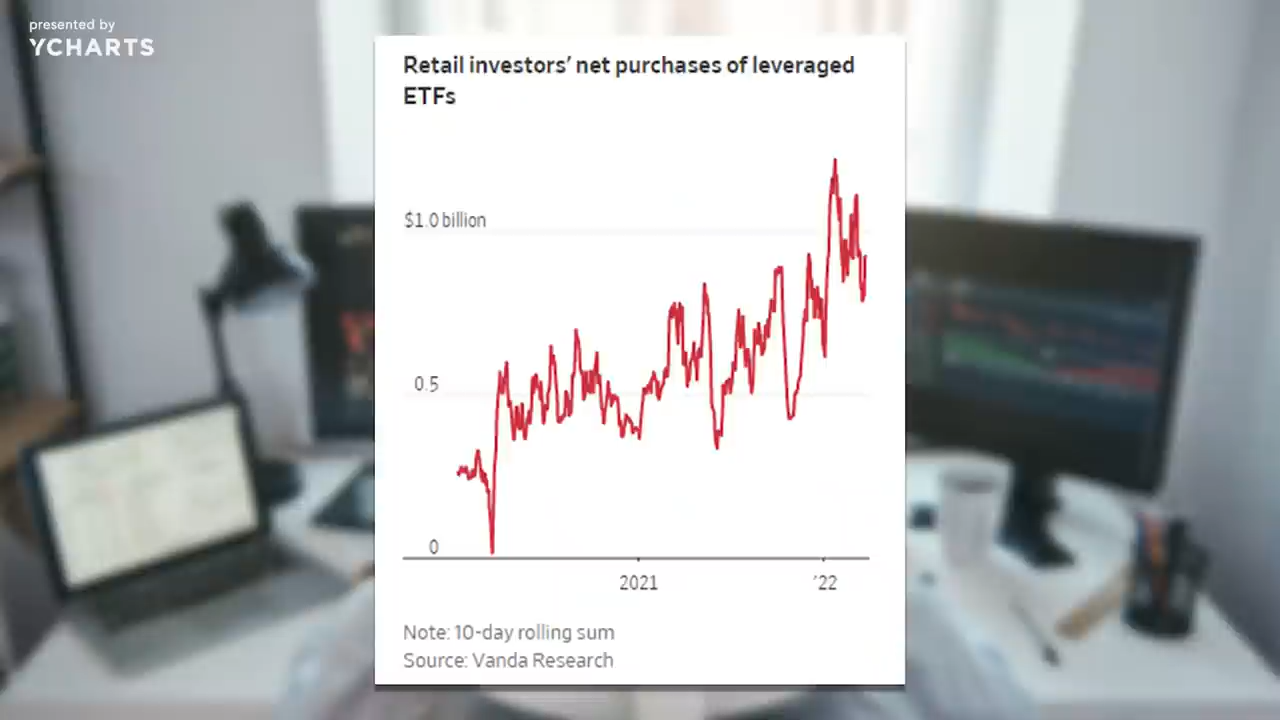 presented by
YCHARTS
Retail investors’ net purchases of leveraged
ETFs
$1.0 billion
0.5
0
2021
’22
Note: 10-day rolling sum
Source: Vanda Research